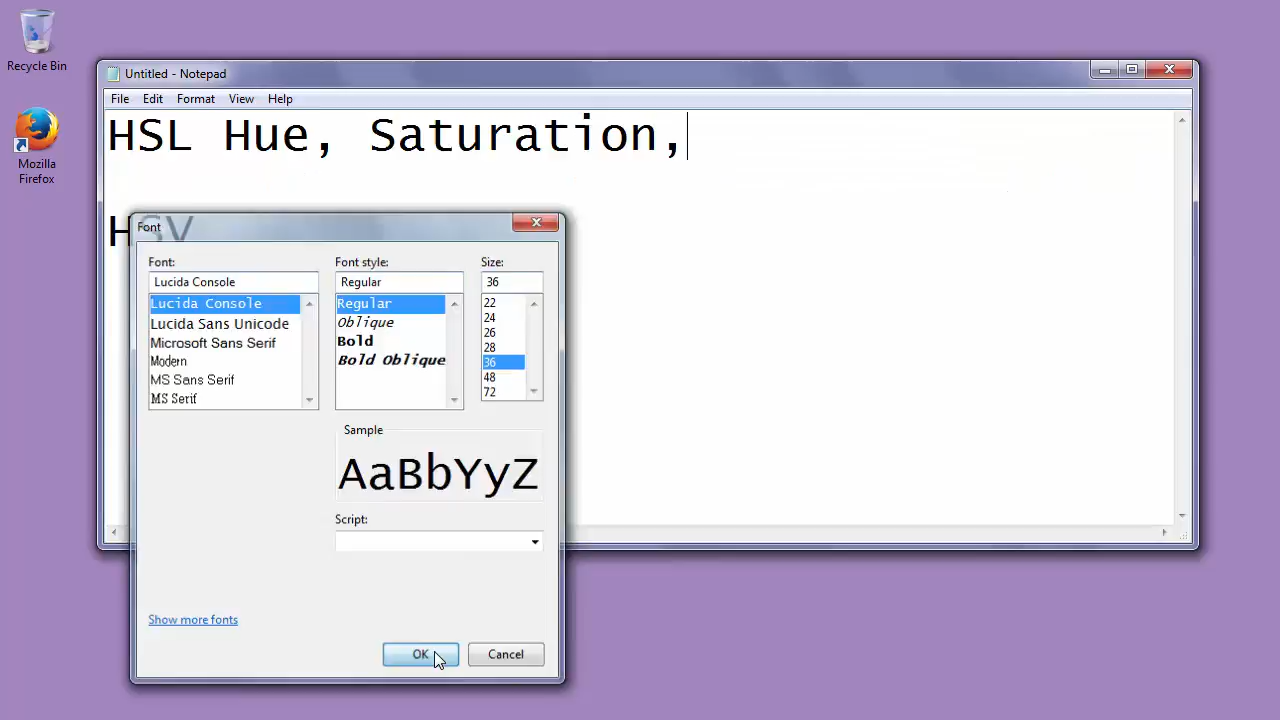 Recycle Bin
Mozilla
Firefox
Untitled - Notepad
File Edit Format View Help
HSL Hue, Saturation,
HSV
Font
Font: Font style: Size:
Lucida Console Regular 36
Lucida Console
Lucida Sans Unicode
Microsoft Sans Serif
Modern
MS Sans Serif
MS Serif
Regular
Oblique
Bold
Bold Oblique
22
24
26
28
36
48
72
Sample
AaBbYyZ
Script:
Show more fonts
OK Cancel